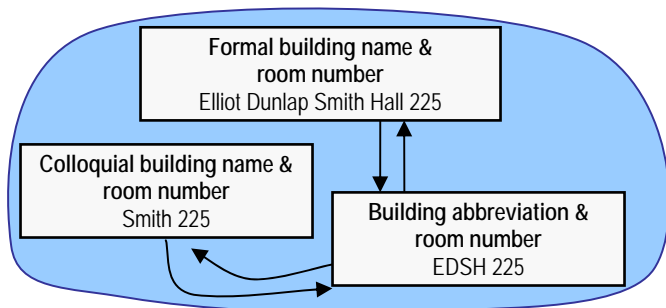 Formal building name &
room number
Elliot Dunlap Smith Hall 225
Colloquial building name &
room number
Smith 225
Building abbreviation &
room number
EDSH 225